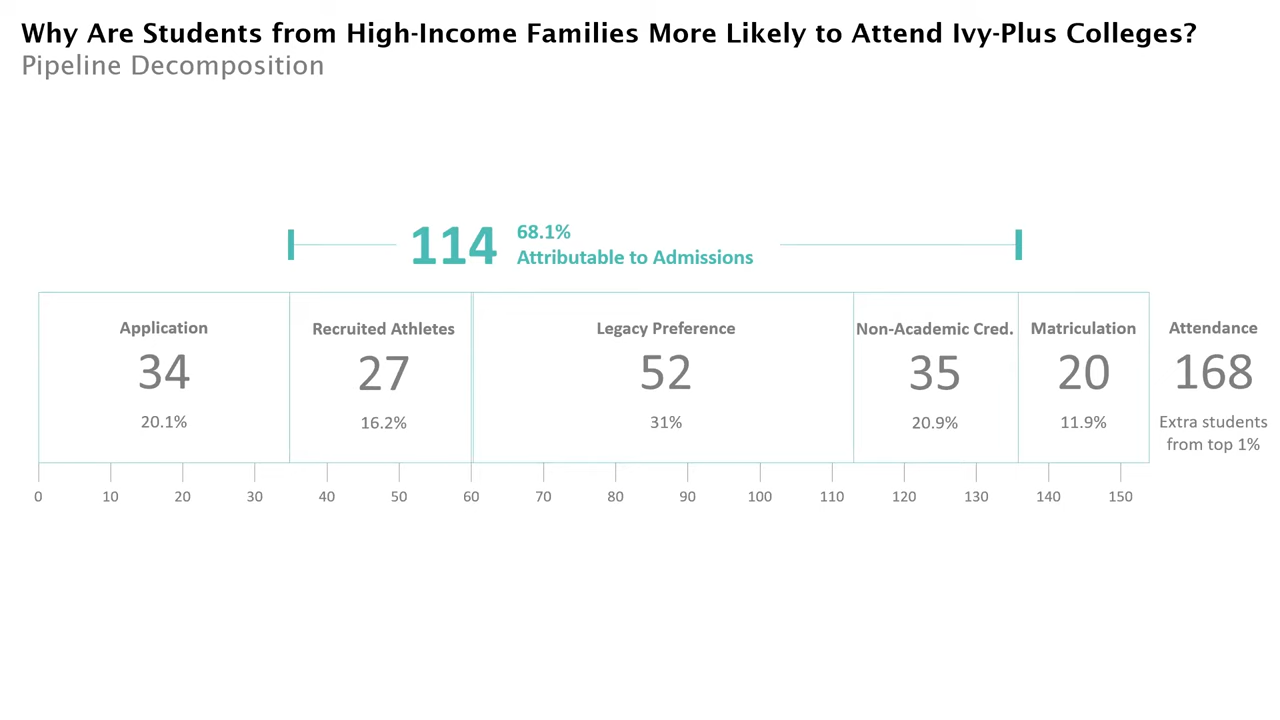 Why Are Students from High-Income Families More Likely to Attend Ivy-Plus Colleges?
Pipeline Decomposition
114
68.1%
Attributable to Admissions
Application
34
20.1%
Recruited Athletes
27
16.2%
Legacy Preference
52
31%
Non-Academic Cred.
35
20.9%
Matriculation
20
11.9%
Attendance
168
Extra students
from top 1%
0 10 20 30 40 50 60 70 80 90 100 110 120 130 140 150